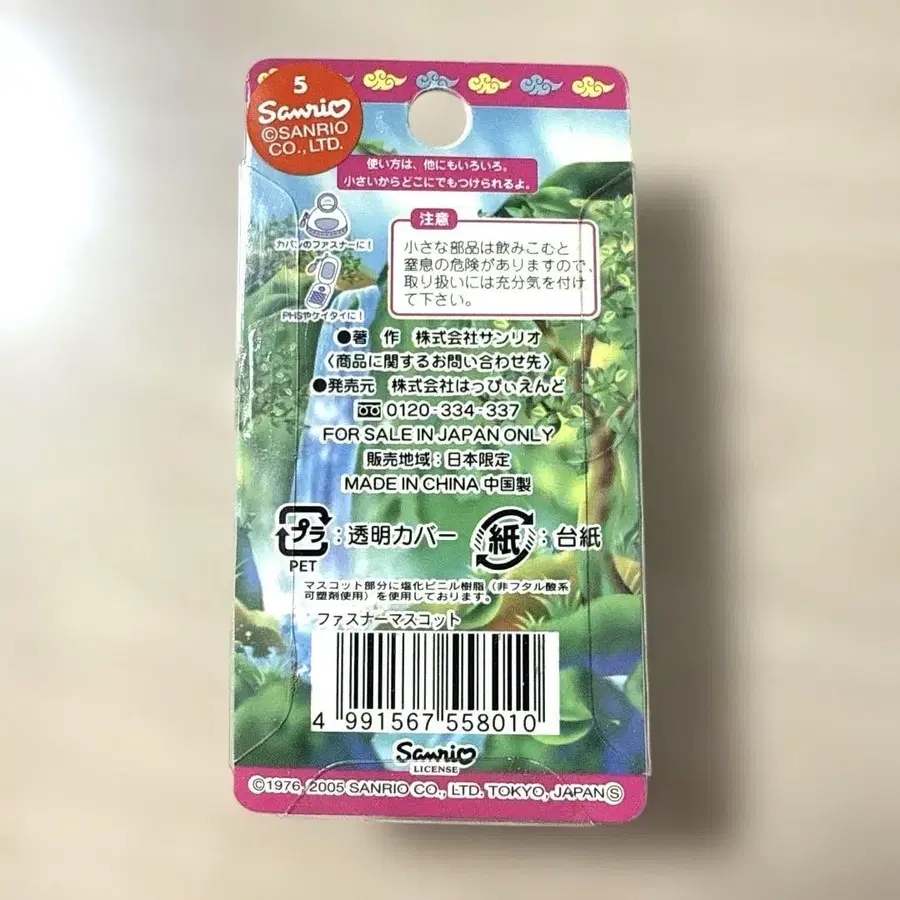 5
Sanrio
©SANRIO
CO., LTD.
使い方は、他にもいろいろ。
小さいからどこにでもつけられるよ。
カバンのファスナーに!
PHSやケイタイに!
注意
小さな部品は飲みこむと
窒息の危険がありますので、
取り扱いには充分気を付け
て下さい。
●著 作 株式会社サンリオ
〈商品に関するお問い合わせ先〉
●発売元 株式会社はっぴぃえんど
0120-334-337
FOR SALE IN JAPAN ONLY
販売地域:日本限定
MADE IN CHINA 中国製
プラ:透明カバー
PET
紙:台紙
マスコット部分に塩化ビニル樹脂(非フタル酸系
可塑剤使用)を使用しております。
ファスナーマスコット
4 991567 558010
Sanrio
LICENSE
©1976, 2005 SANRIO CO., LTD. TOKYO, JAPAN Ⓢ